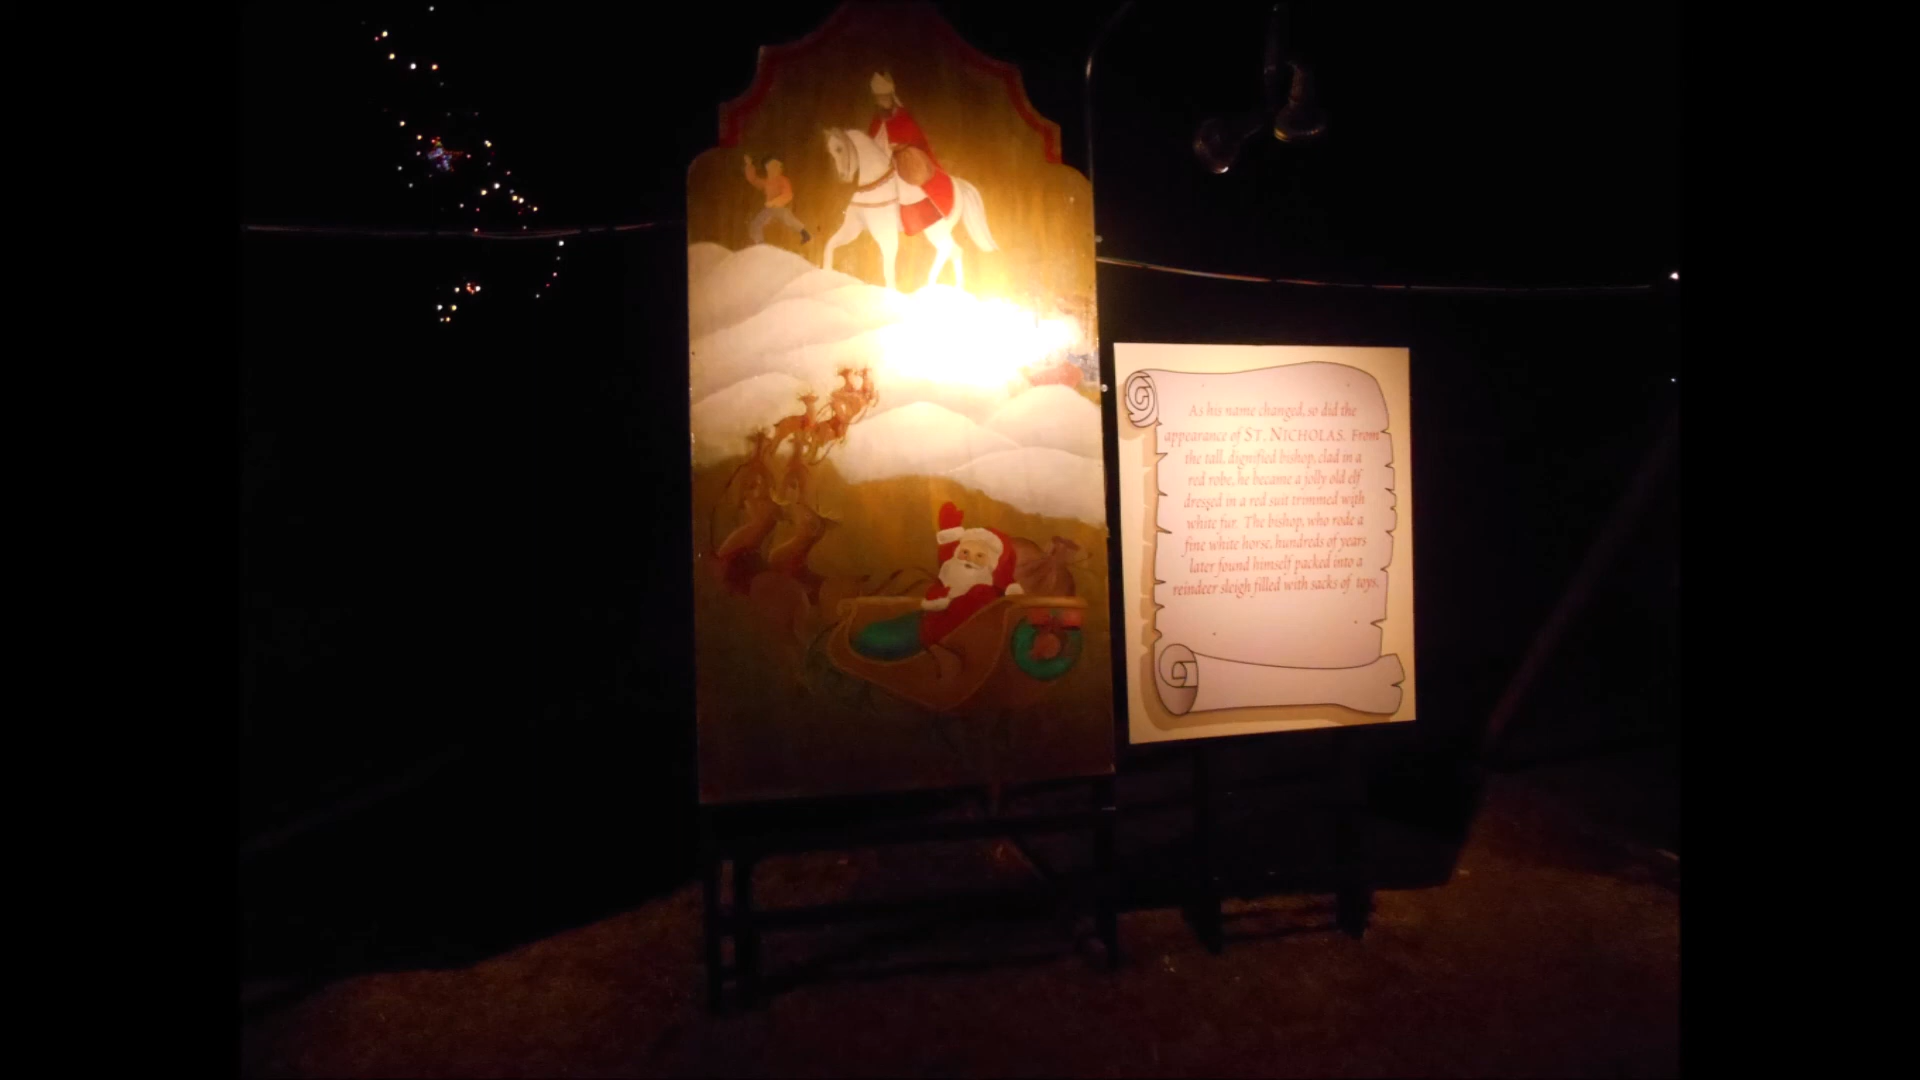 As his name changed, so did the
appearance of ST. NICHOLAS. From
the tall, dignified bishop, clad in a
red robe, he became a jolly old elf
dressed in a red suit trimmed with
white fur. The bishop, who rode a
fine white horse, hundreds of years
later found himself packed into a
reindeer sleigh filled with sacks of toys.